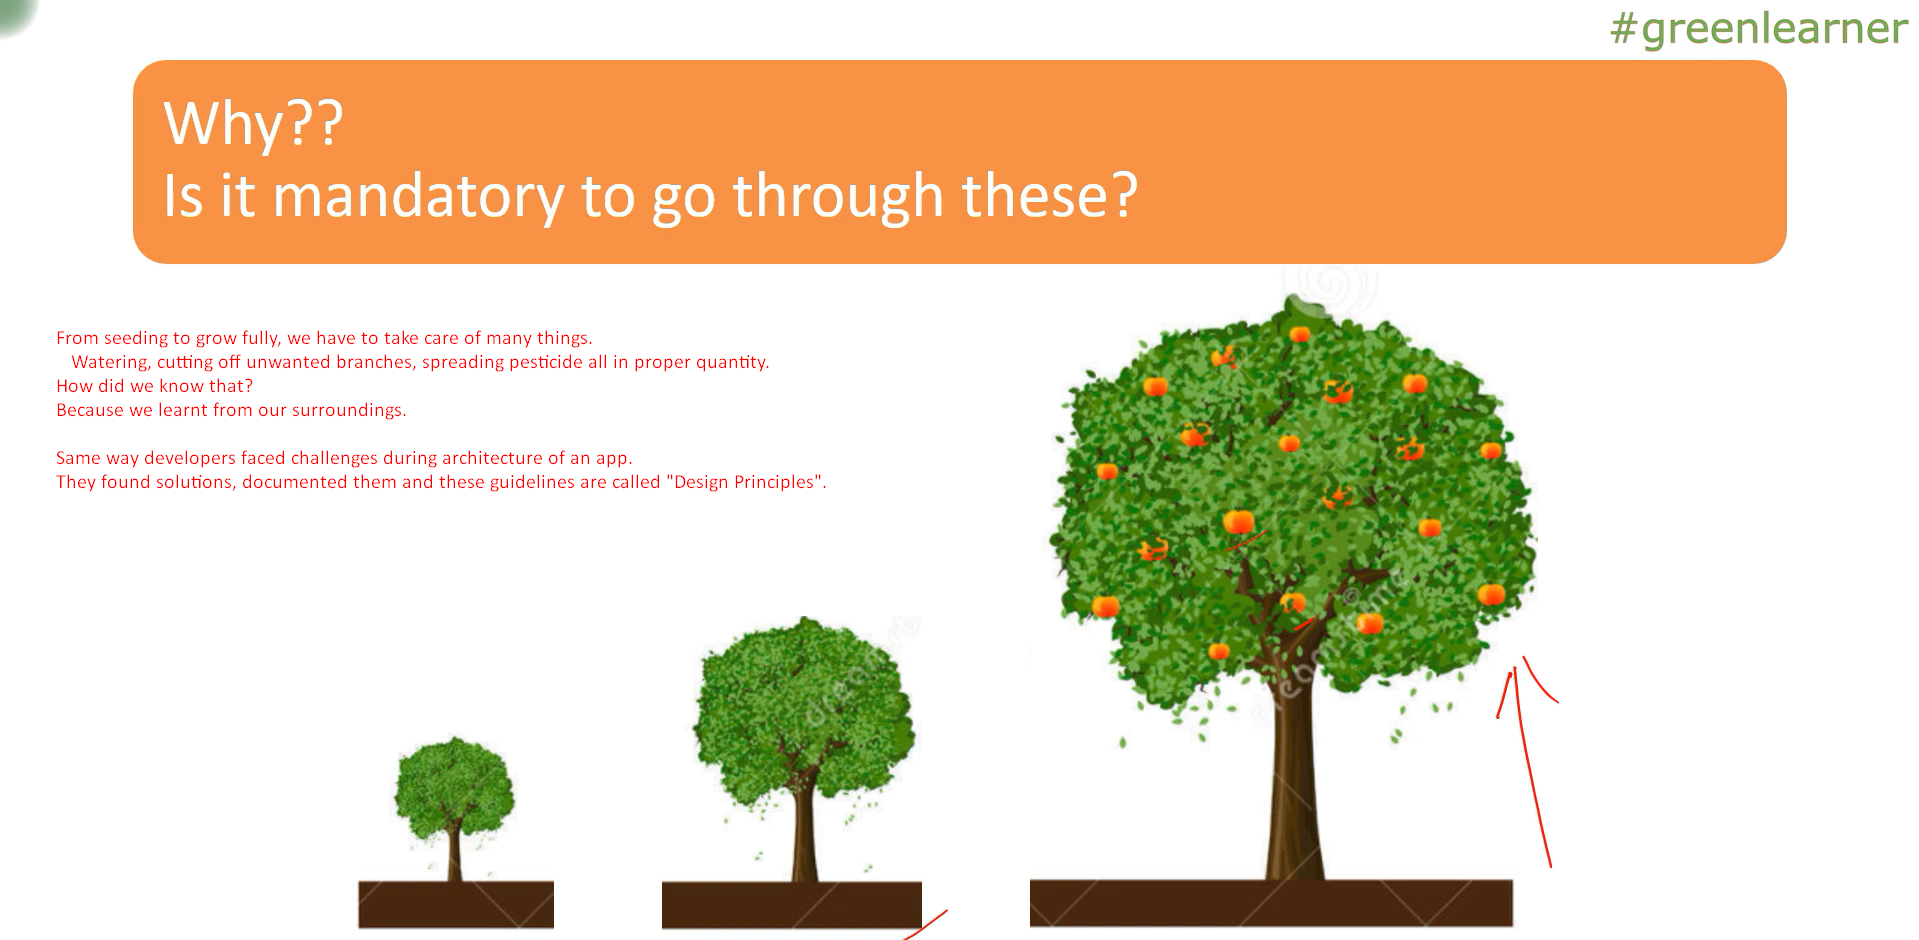 #greenlearner
Why??
Is it mandatory to go through these?
From seeding to grow fully, we have to take care of many things.
Watering, cutting off unwanted branches, spreading pesticide all in proper quantity.
How did we know that?
Because we learnt from our surroundings.
Same way developers faced challenges during architecture of an app.
They found solutions, documented them and these guidelines are called "Design Principles".